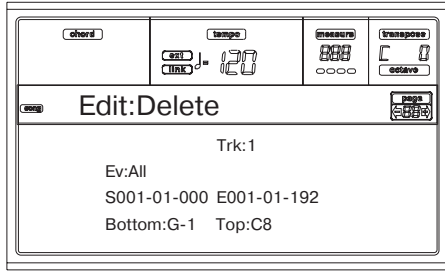 chord tempo measure transpose
ext link ♩= 120 888 C 0
octave
song Edit:Delete page
88
Trk:1
Ev:All
S001-01-000 E001-01-192
Bottom:G-1 Top:C8